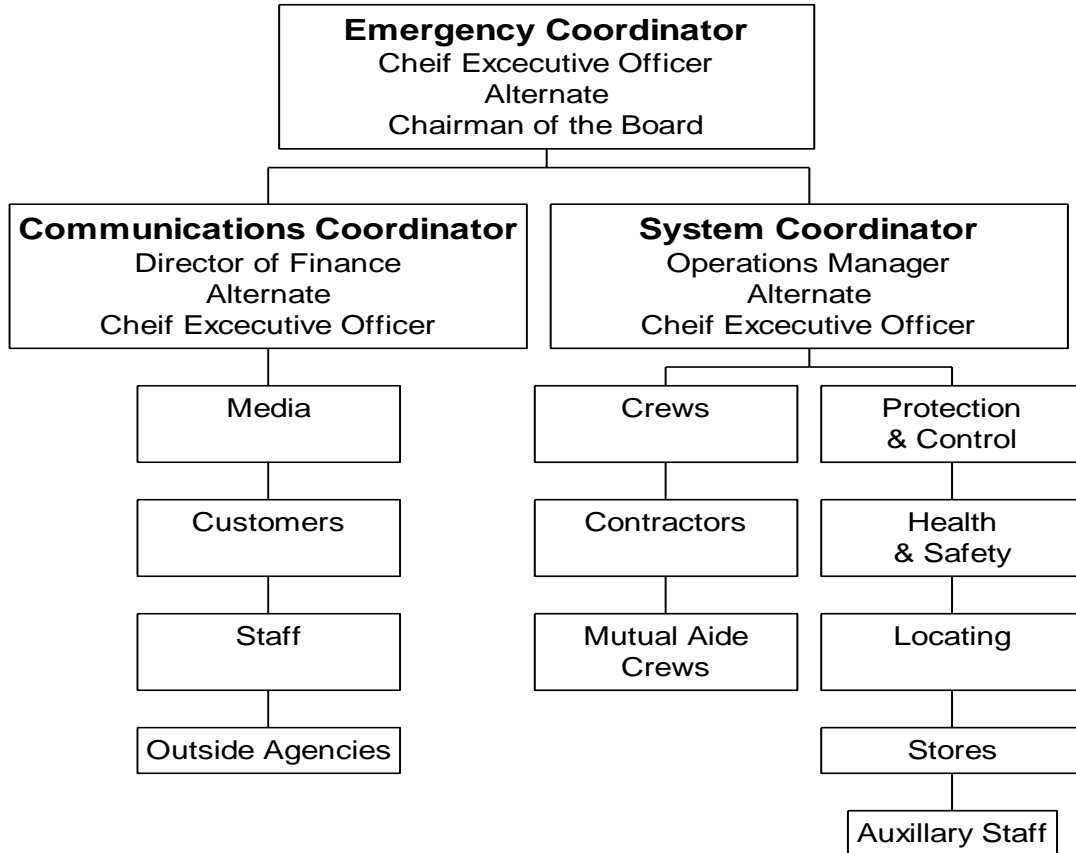 Emergency Coordinator
Cheif Excecutive Officer
Alternate
Chairman of the Board
Communications Coordinator
Director of Finance
Alternate
Cheif Excecutive Officer
System Coordinator
Operations Manager
Alternate
Cheif Excecutive Officer
Media
Customers
Staff
Outside Agencies
Crews
Contractors
Mutual Aide
Crews
Protection
& Control
Health
& Safety
Locating
Stores
Auxillary Staff